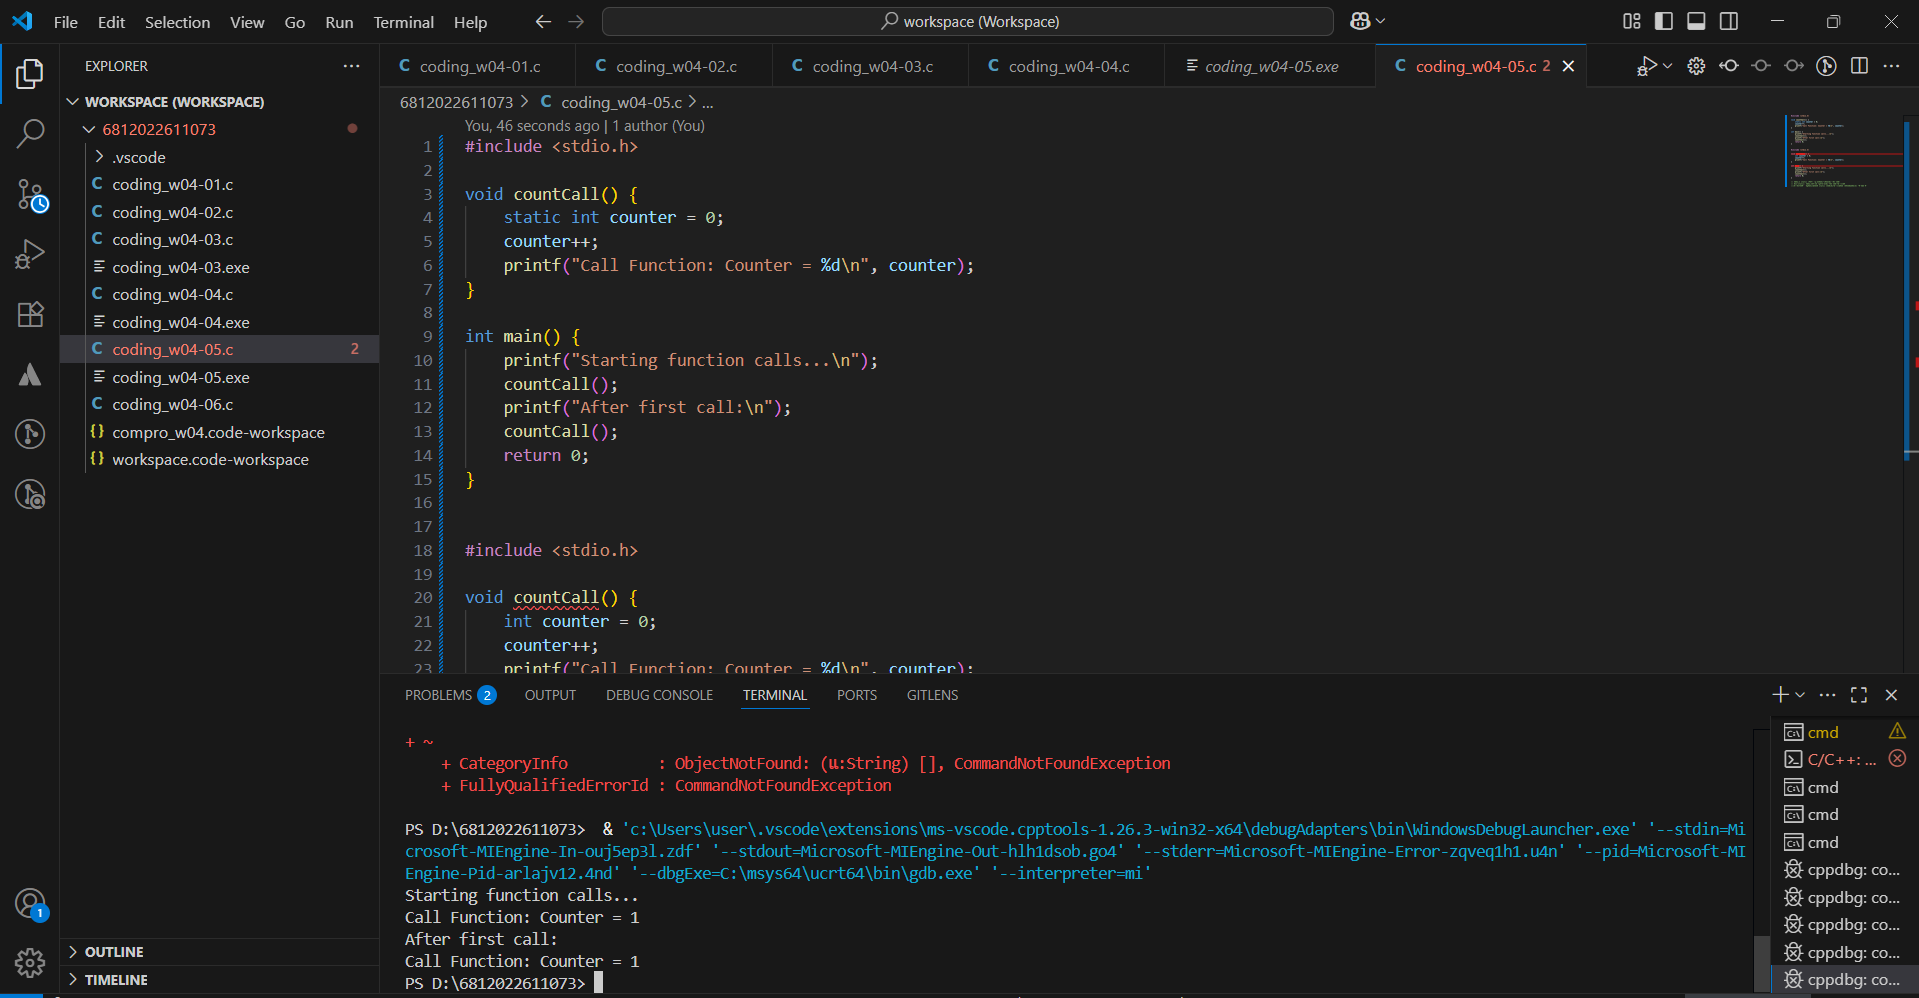 File Edit Selection View Go Run Terminal Help
workspace (Workspace)
EXPLORER
WORKSPACE (WORKSPACE)
6812022611073
.vscode
coding_w04-01.c
coding_w04-02.c
coding_w04-03.c
coding_w04-03.exe
coding_w04-04.c
coding_w04-04.exe
coding_w04-05.c 2
coding_w04-05.exe
coding_w04-06.c
compro_w04.code-workspace
workspace.code-workspace
OUTLINE
TIMELINE
1
coding_w04-01.c coding_w04-02.c coding_w04-03.c coding_w04-04.c coding_w04-05.exe coding_w04-05.c 2
6812022611073 > C coding_w04-05.c > ...
You, 46 seconds ago | 1 author (You)
1 #include <stdio.h>
2
3 void countCall() {
4 static int counter = 0;
5 counter++;
6 printf("Call Function: Counter = %d\n", counter);
7 }
8
9 int main() {
10 printf("Starting function calls...\n");
11 countCall();
12 printf("After first call:\n");
13 countCall();
14 return 0;
15 }
16
17
18 #include <stdio.h>
19
20 void countCall() {
21 int counter = 0;
22 counter++;
23 printf("Call Function: Counter = %d\n", counter);
PROBLEMS 2 OUTPUT DEBUG CONSOLE TERMINAL PORTS GITLENS
+ ~
+ CategoryInfo : ObjectNotFound: (แ:String) [], CommandNotFoundException
+ FullyQualifiedErrorId : CommandNotFoundException
PS D:\6812022611073> & 'c:\Users\user\.vscode\extensions\ms-vscode.cpptools-1.26.3-win32-x64\debugAdapters\bin\WindowsDebugLauncher.exe' '--stdin=Mi
crosoft-MIEngine-In-ouj5ep3l.zdf' '--stdout=Microsoft-MIEngine-Out-hlh1dsob.go4' '--stderr=Microsoft-MIEngine-Error-zqveq1h1.u4n' '--pid=Microsoft-MI
Engine-Pid-arlajv12.4nd' '--dbgExe=C:\msys64\ucrt64\bin\gdb.exe' '--interpreter=mi'
Starting function calls...
Call Function: Counter = 1
After first call:
Call Function: Counter = 1
PS D:\6812022611073>
cmd
C/C++: ...
cmd
cmd
cmd
cppdbg: co...
cppdbg: co...
cppdbg: co...
cppdbg: co...
cppdbg: co...